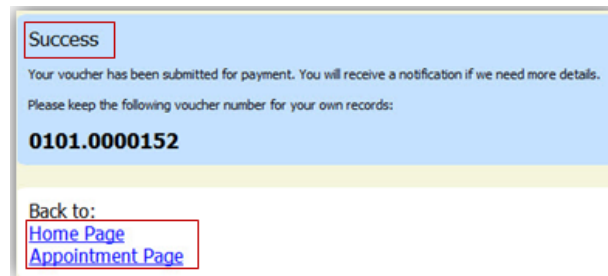 Success
Your voucher has been submitted for payment. You will receive a notification if we need more details.
Please keep the following voucher number for your own records:
0101.0000152
Back to:
Home Page
Appointment Page